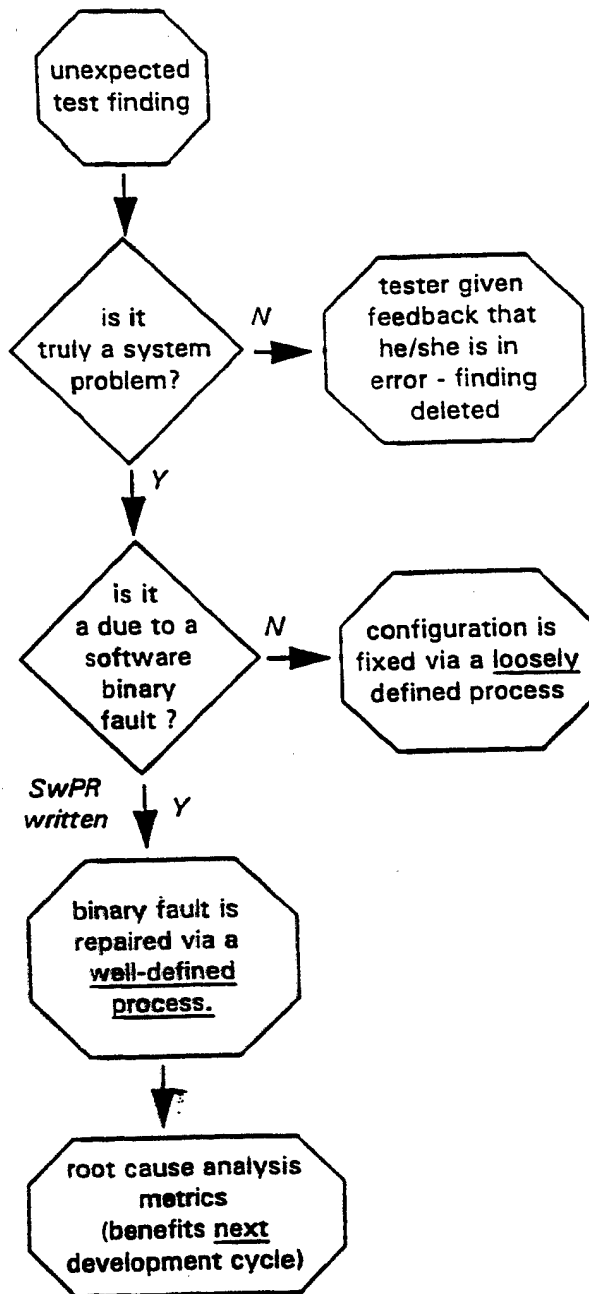 unexpected
test finding
is it
truly a system
problem?
N
tester given
feedback that
he/she is in
error - finding
deleted
Y
is it
a due to a
software
binary
fault ?
N
configuration is
fixed via a loosely
defined process
SwPR
written
Y
binary fault is
repaired via a
well-defined
process.
root cause analysis
metrics
(benefits next
development cycle)